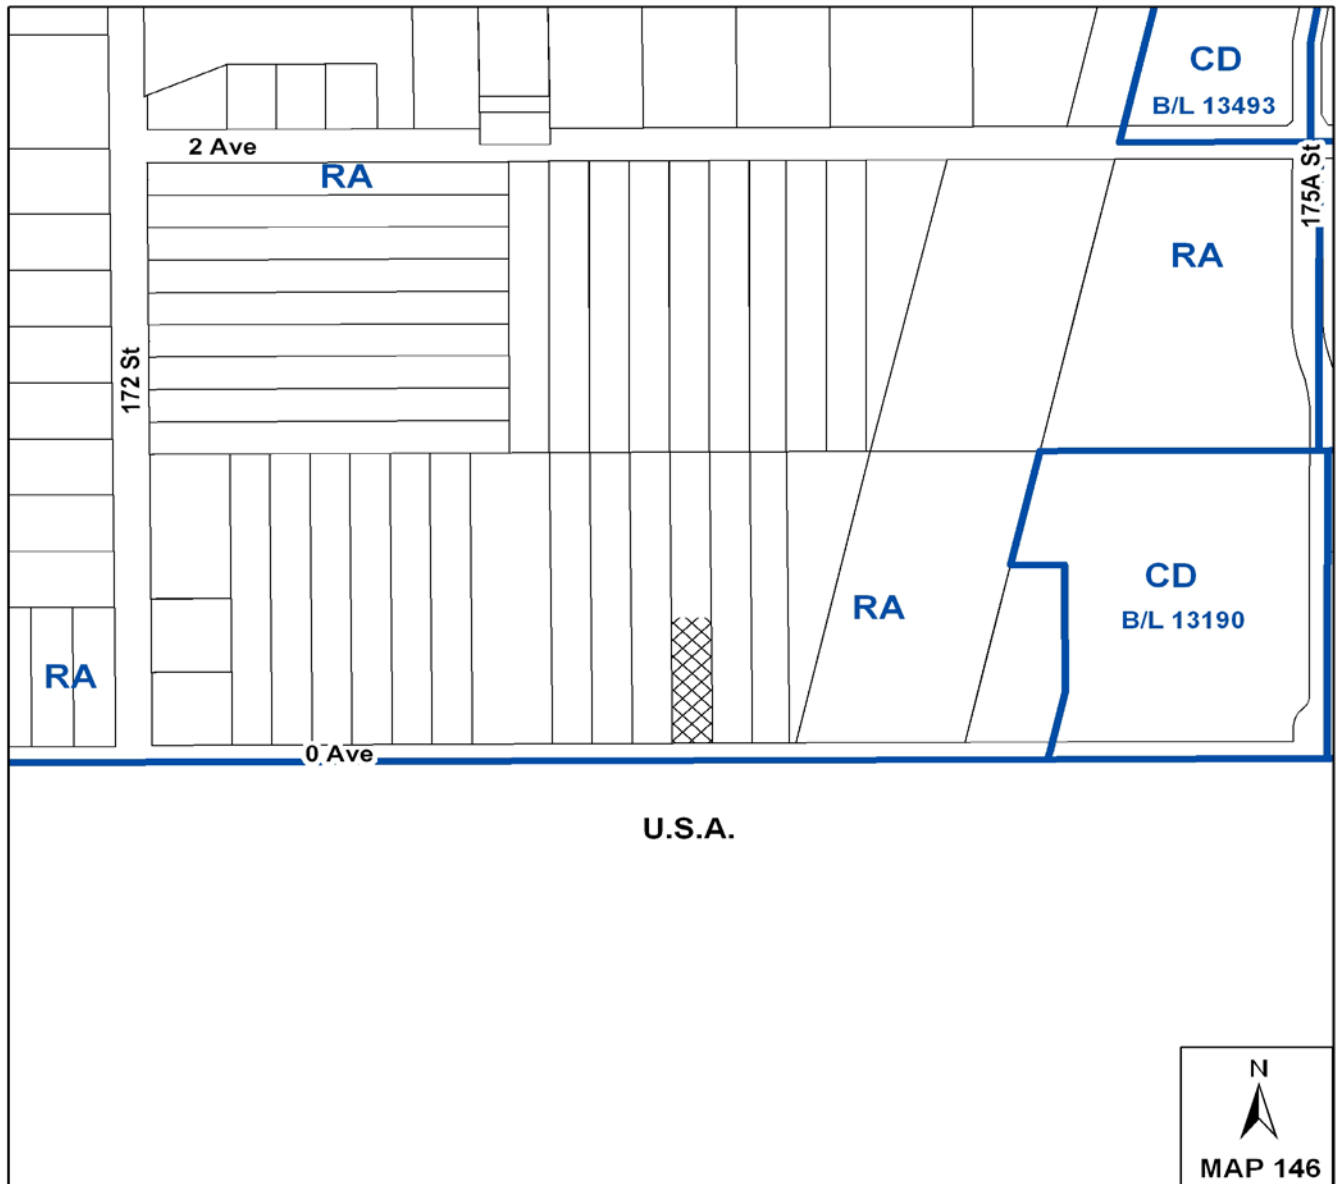 CD
B/L 13493
2 Ave
RA
175A St
RA
172 St
CD
B/L 13190
RA
RA
0 Ave
U.S.A.
N
MAP 146